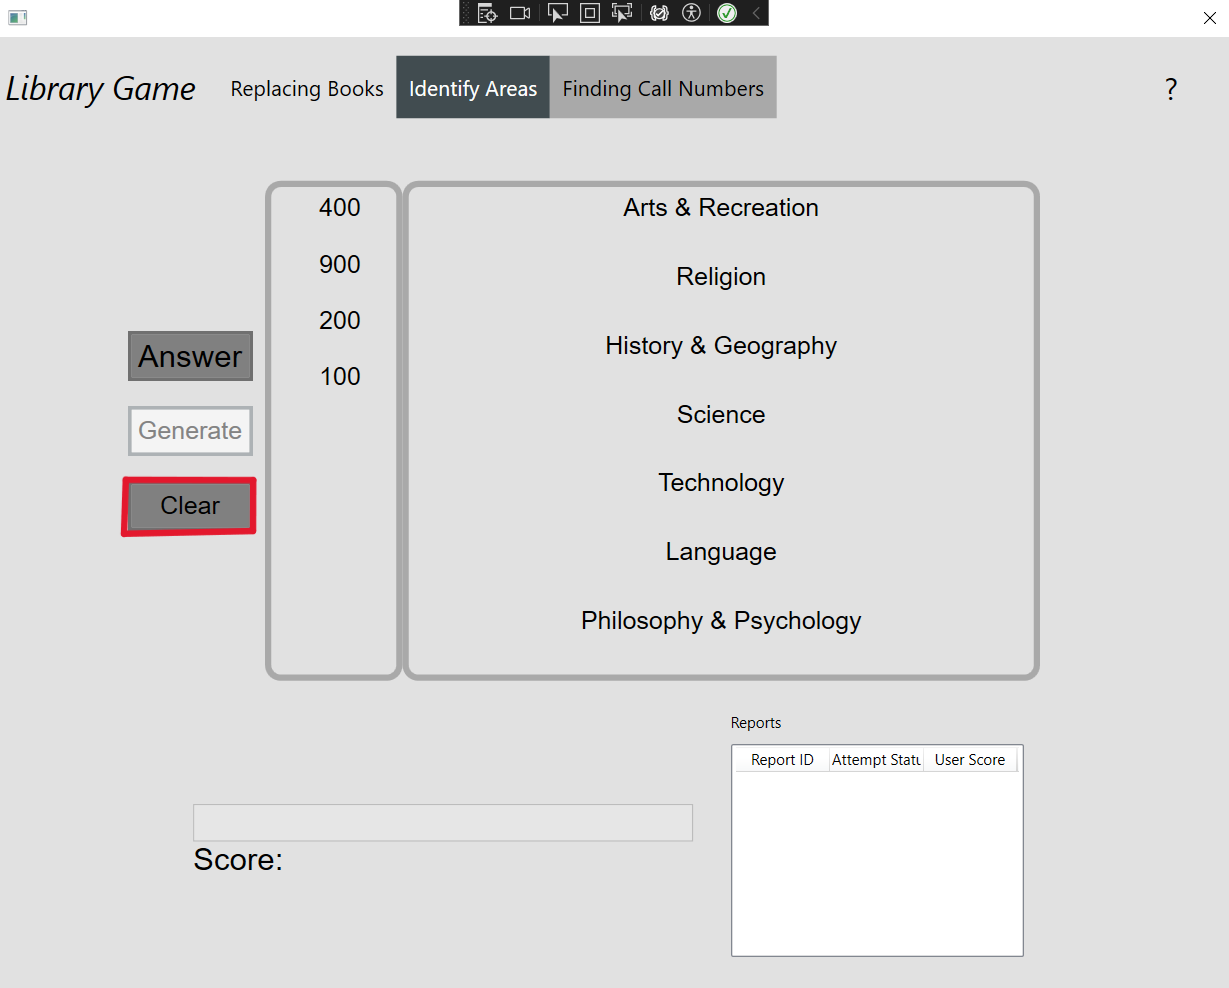 Library Game
Replacing Books
Identify Areas
Finding Call Numbers
?
400
900
200
100
Arts & Recreation
Religion
History & Geography
Science
Technology
Language
Philosophy & Psychology
Answer
Generate
Clear
Reports
Report ID
Attempt Statu
User Score
Score: